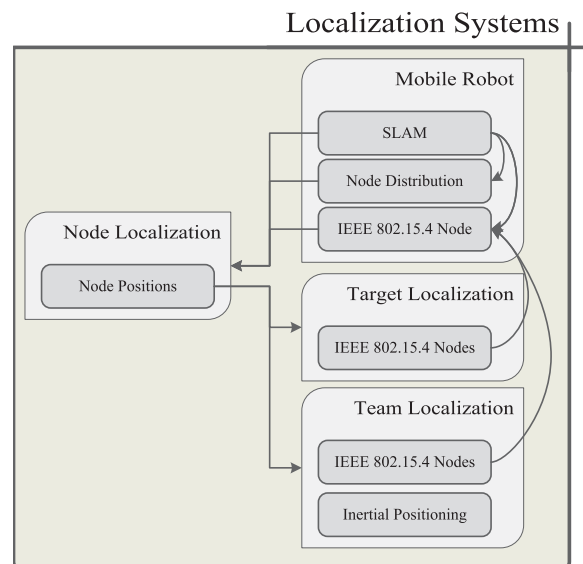 Localization Systems
Mobile Robot
SLAM
Node Distribution
IEEE 802.15.4 Node
Node Localization
Node Positions
Target Localization
IEEE 802.15.4 Nodes
Team Localization
IEEE 802.15.4 Nodes
Inertial Positioning